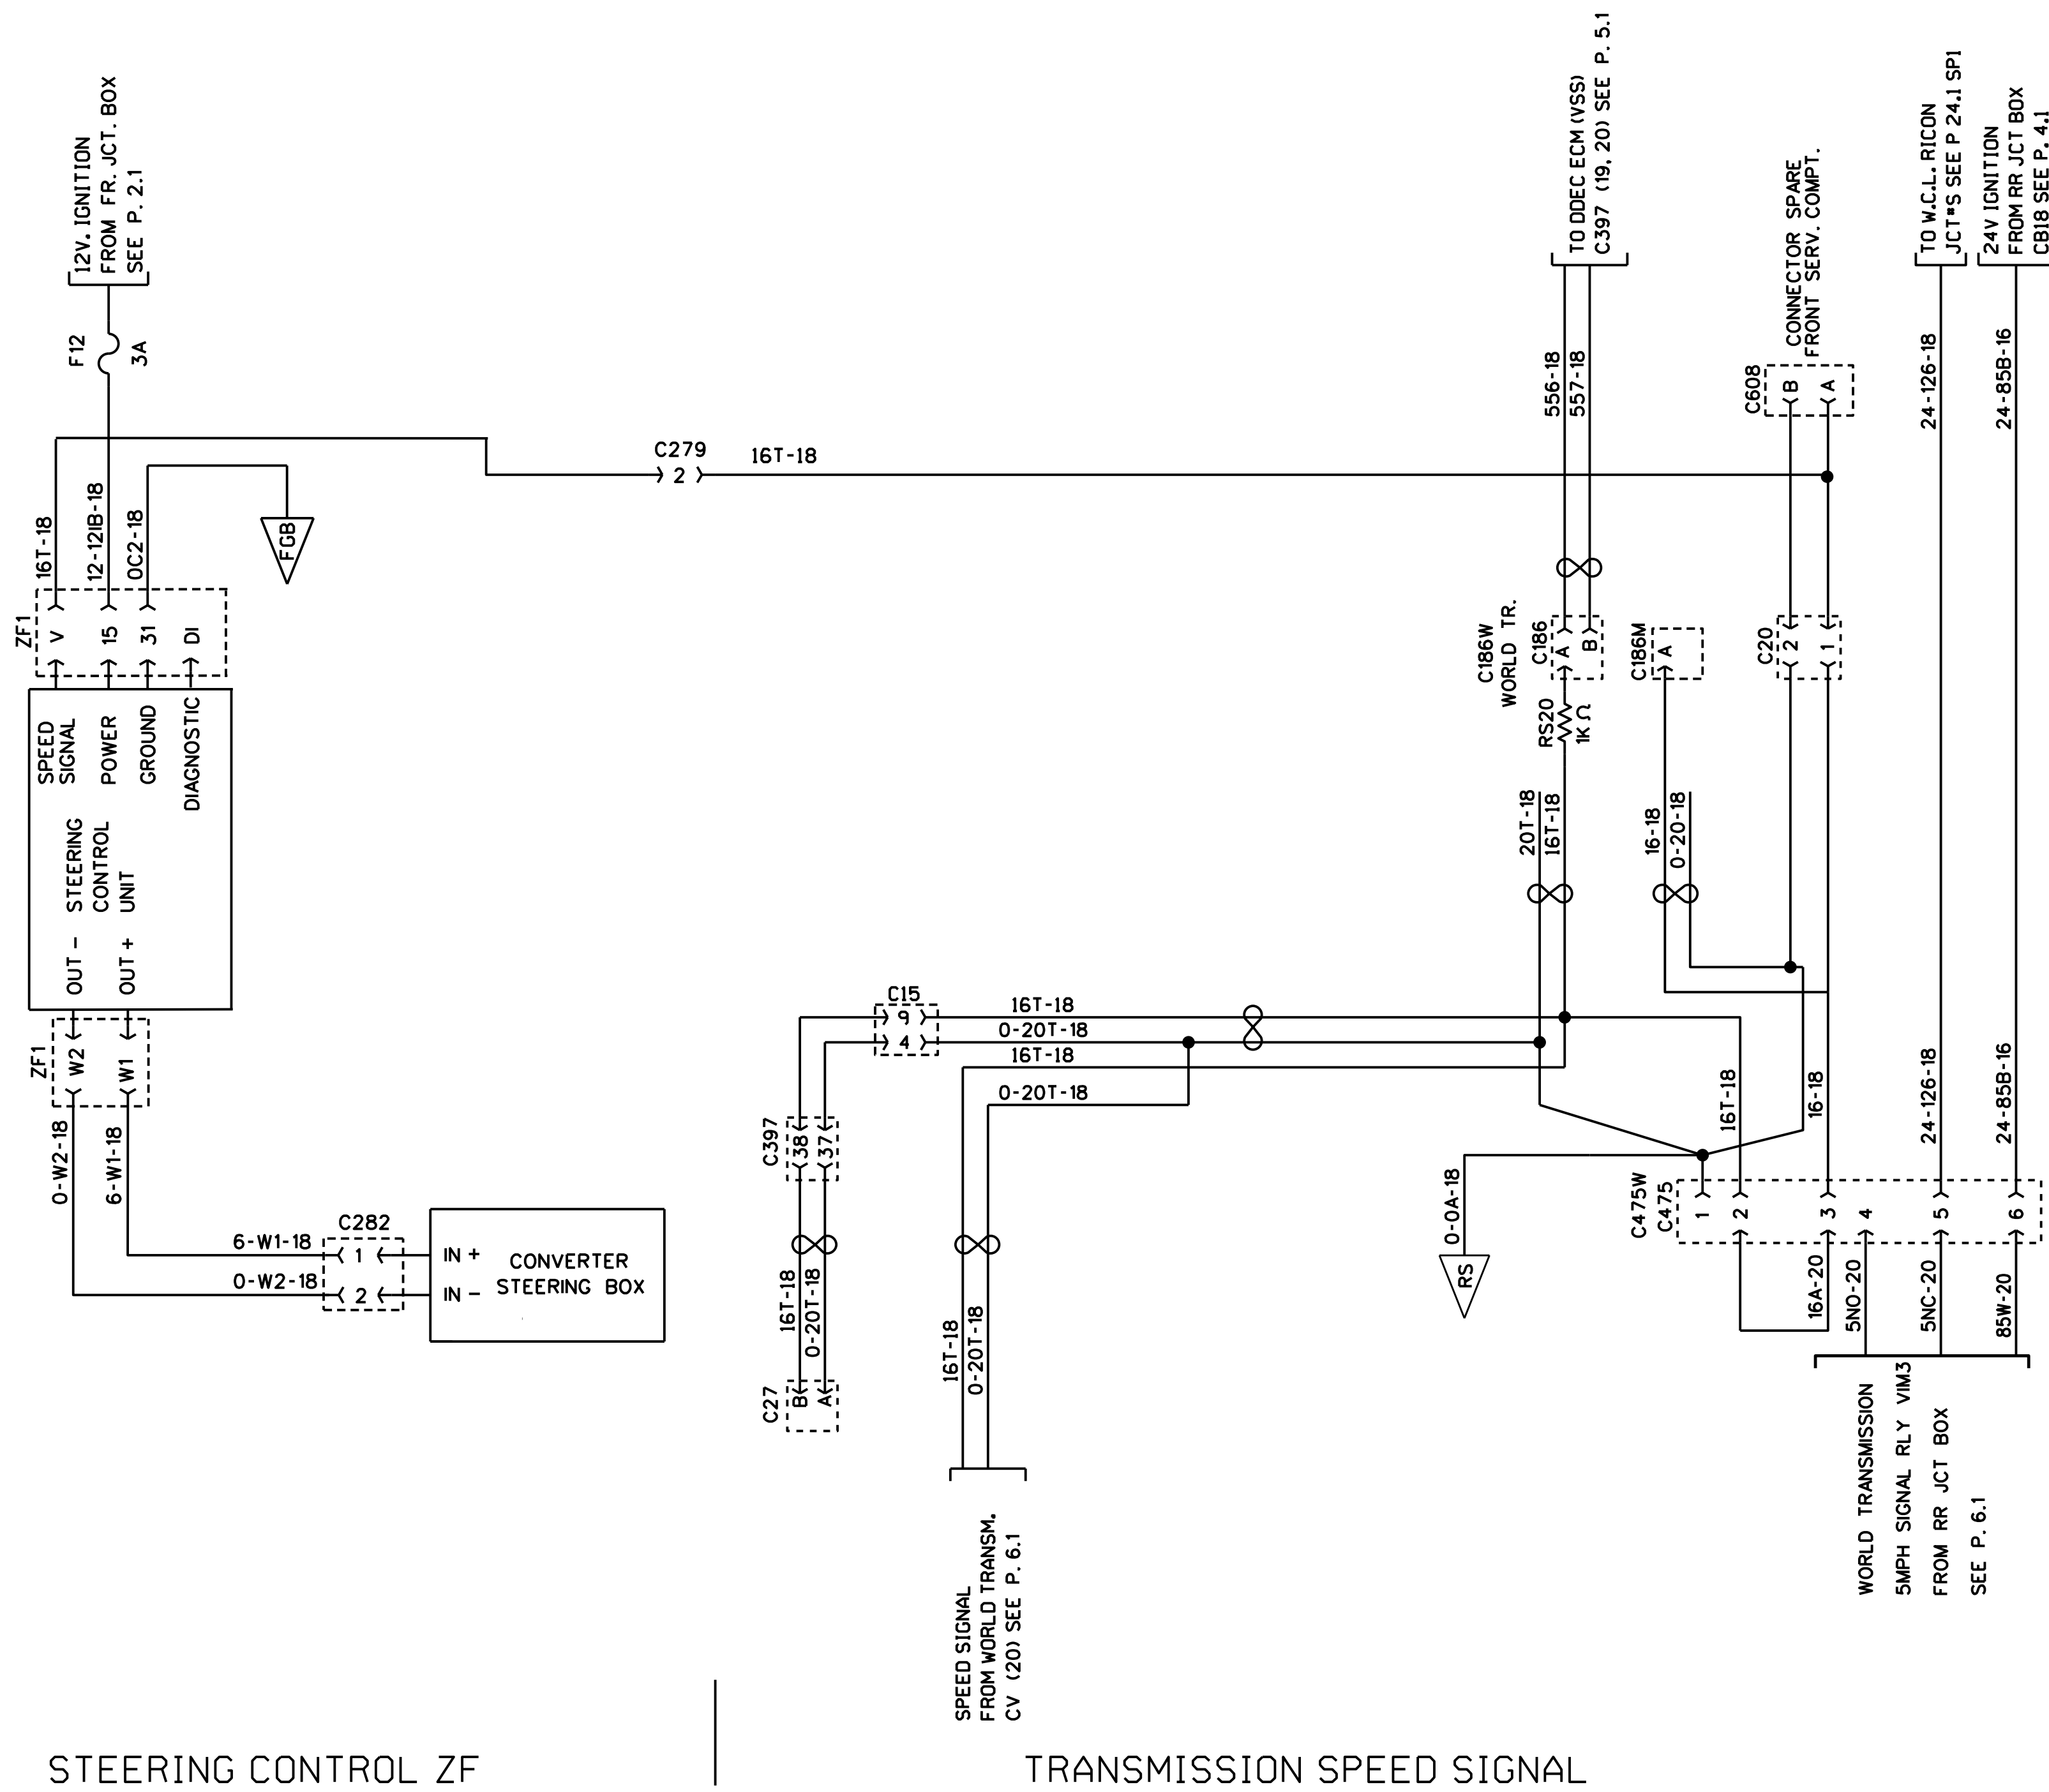 12V. IGNITION
FROM FR. JCT. BOX
SEE P. 2.1
F12
3A
16T-18
12-12IB-18
0C2-18
FGB
ZF1
V
15
31
DI
SPEED
SIGNAL
POWER
GROUND
DIAGNOSTIC
STEERING
CONTROL
UNIT
OUT -
OUT +
ZF1
W2
W1
0-W2-18
6-W1-18
6-W1-18
0-W2-18
C282
1
2
IN +
IN -
CONVERTER
STEERING BOX
C279
2
16T-18
TO DDEC ECM (VSS)
C397 (19, 20) SEE P. 5.1
556-18
557-18
CONNECTOR SPARE
FRONT SERV. COMPT.
C608
B
A
TO W.C.L. RICON
JCT*S SEE P 24.1 SP1
24V IGNITION
FROM RR JCT BOX
CB18 SEE P. 4.1
24-126-18
24-85B-16
C186W
WORLD TR.
C186
A
B
RS20
1K Ω
C186M
A
C20
2
1
20T-18
16T-18
16-18
0-20-18
C15
9
4
16T-18
0-20T-18
16T-18
0-20T-18
C397
38
37
16T-18
0-20T-18
C27
B
A
16T-18
0-20T-18
SPEED SIGNAL
FROM WORLD TRANSM.
CV (20) SEE P. 6.1
0-0A-18
RS
16T-18
16-18
24-126-18
24-85B-16
C475W
C475
1
2
3
4
5
6
16A-20
5NO-20
5NC-20
85W-20
WORLD TRANSMISSION
5MPH SIGNAL RLY VIM3
FROM RR JCT BOX
SEE P. 6.1
STEERING CONTROL ZF
TRANSMISSION SPEED SIGNAL